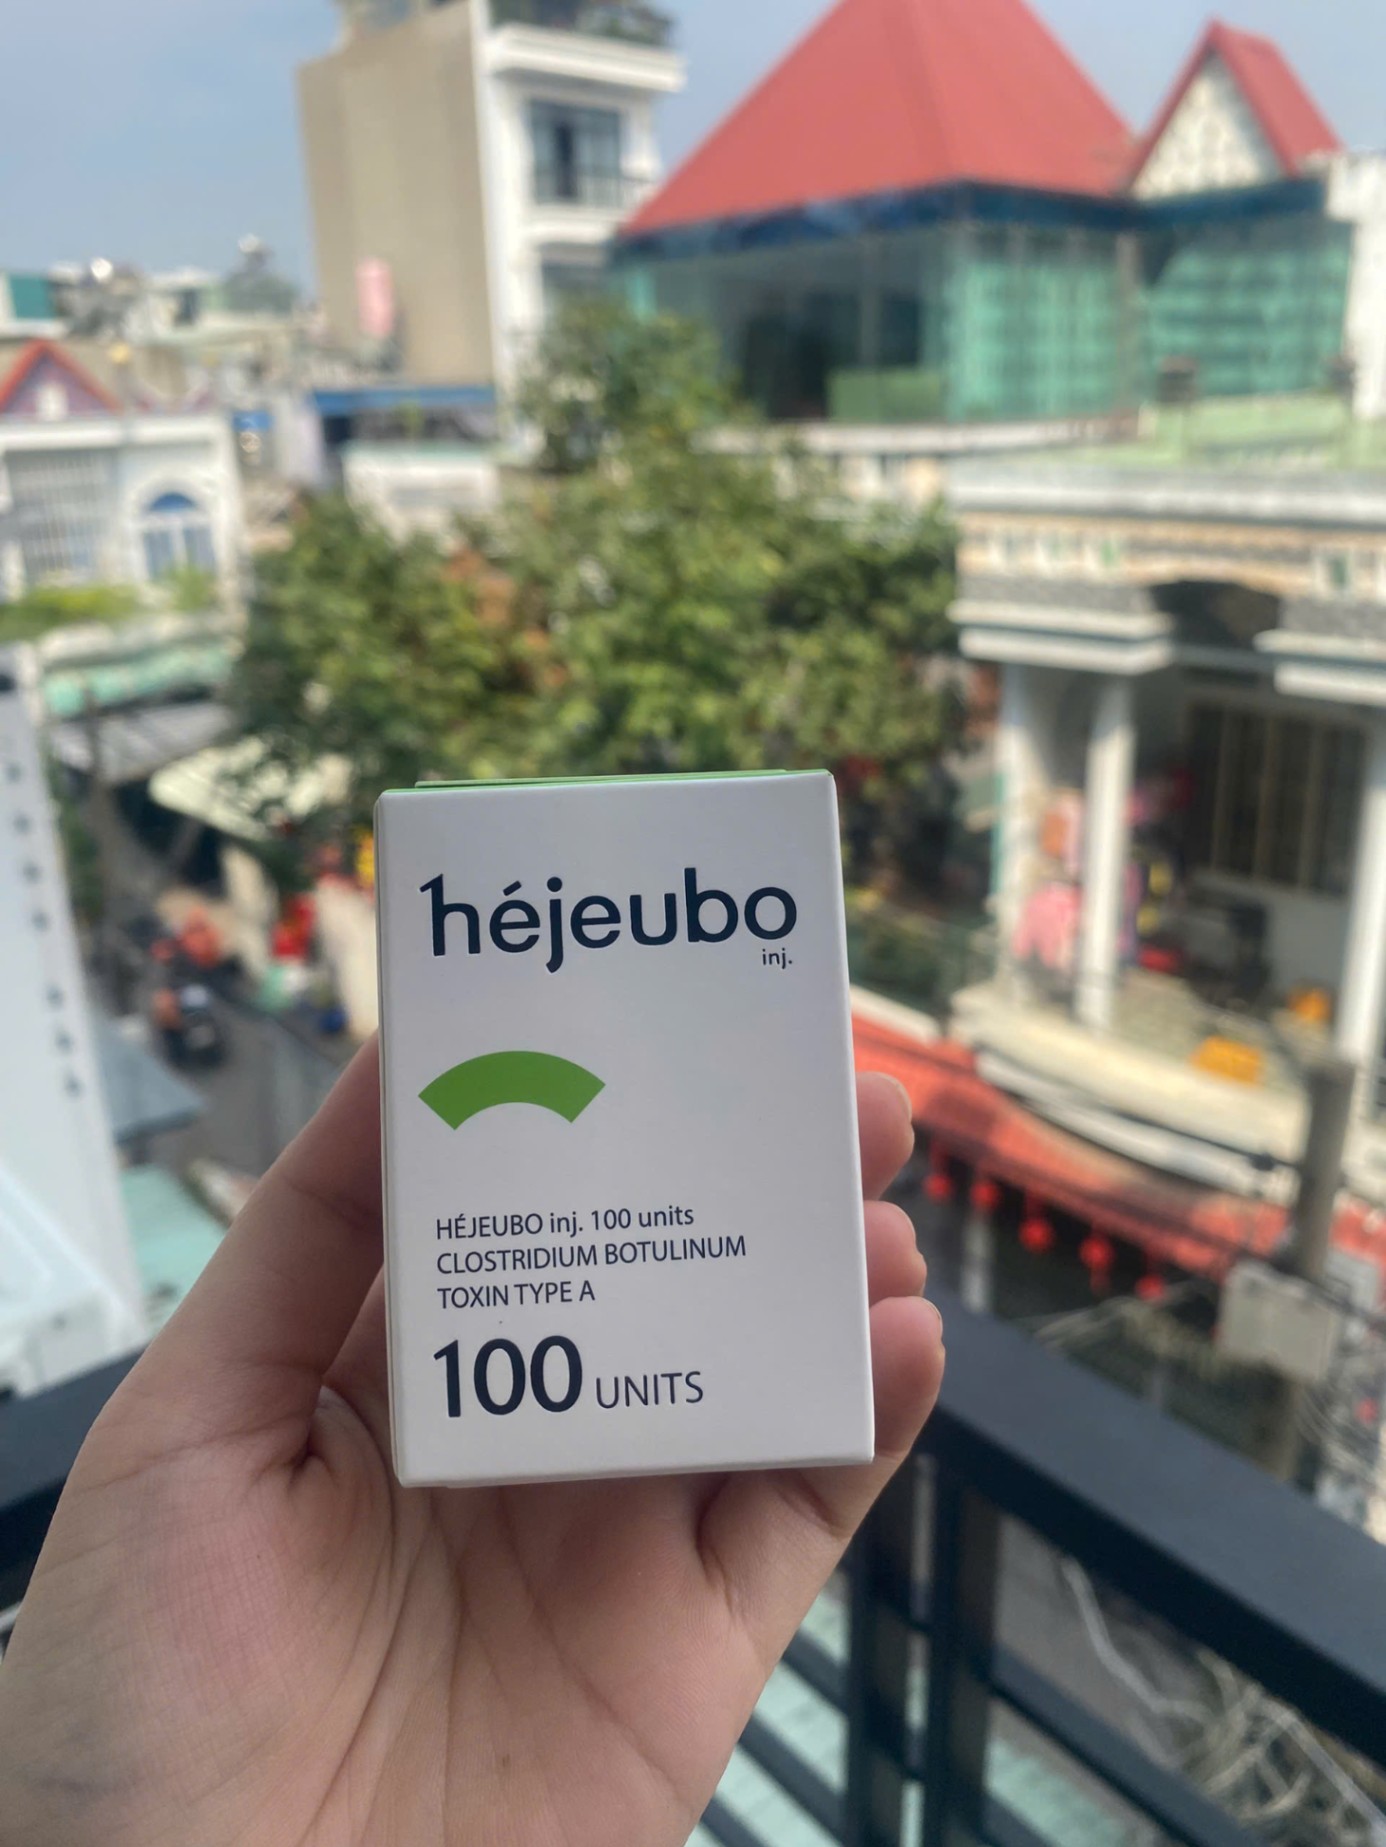 héjeubo
inj.
HÉJEUBO inj. 100 units
CLOSTRIDIUM BOTULINUM
TOXIN TYPE A
100 UNITS